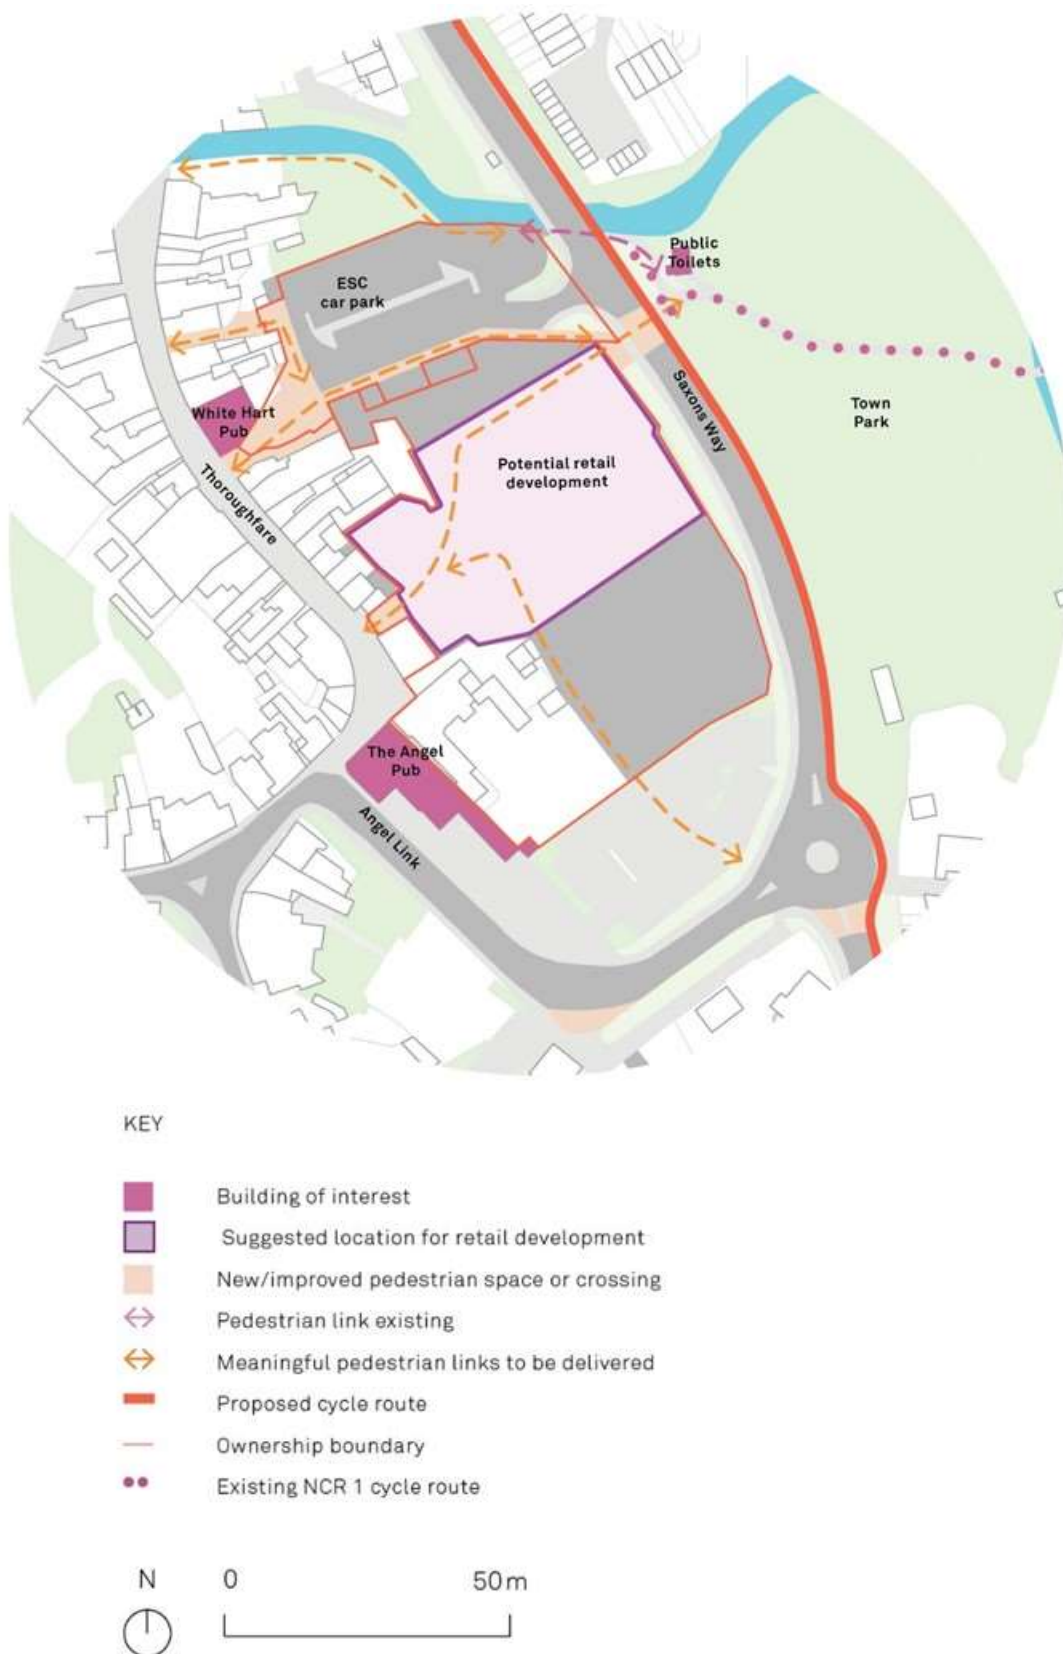 Public
Toilets
ESC
car park
White Hart
Pub
Saxons Way
Town
Park
Potential retail
development
Thoroughfare
The Angel
Pub
Angel Link
KEY
Building of interest
Suggested location for retail development
New/improved pedestrian space or crossing
Pedestrian link existing
Meaningful pedestrian links to be delivered
Proposed cycle route
Ownership boundary
Existing NCR 1 cycle route
N 0 50m